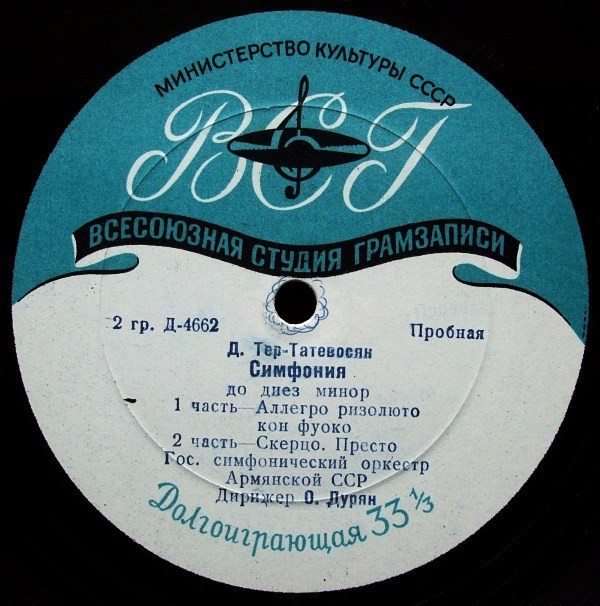 МИНИСТЕРСТВО КУЛЬТУРЫ СССР
ВСГ
ВСЕСОЮЗНАЯ СТУДИЯ ГРАМЗАПИСИ
2 гр. Д-4662
Пробная
Д. Тер-Татевосян
Симфония
до диез минор
1 часть—Аллегро ризолюто
кон фуоко
2 часть—Скерцо. Престо
Гос. симфонический оркестр
Армянской ССР
Дирижер О. Дурян
Долгоиграющая 33 1/3